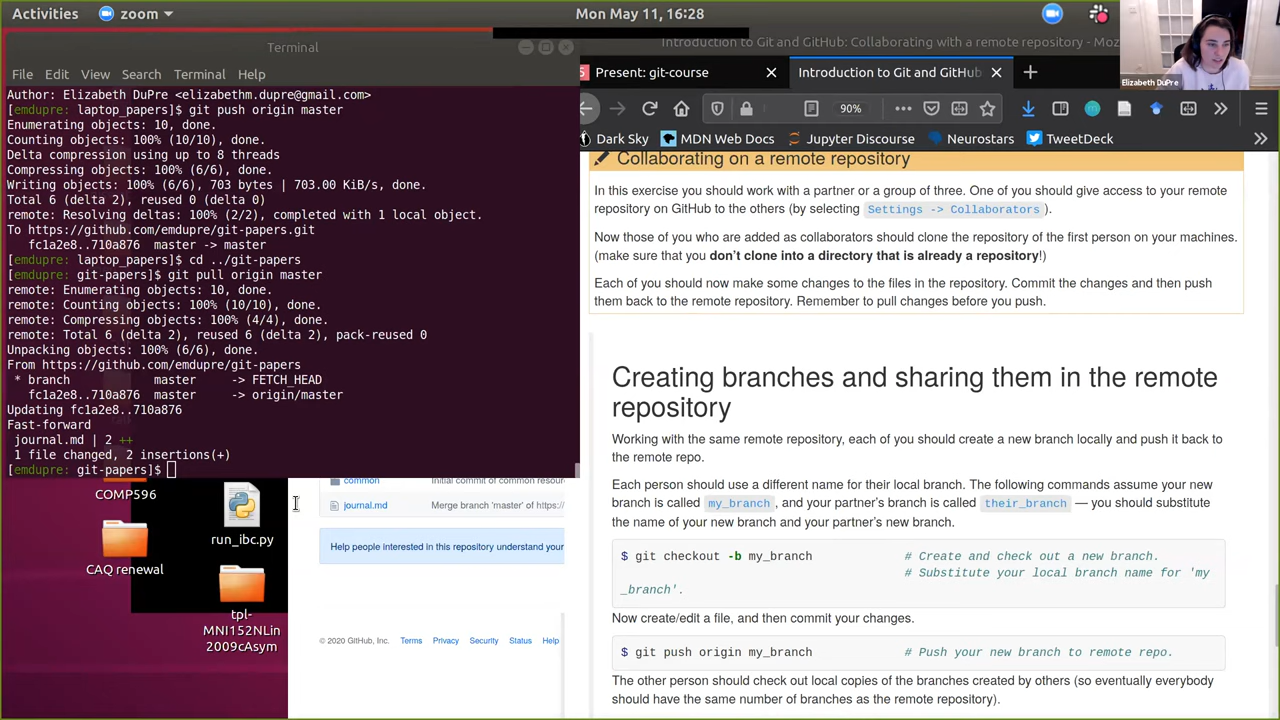 Activities
zoom
Mon May 11, 16:28
Terminal
Introduction to Git and GitHub: Collaborating with a remote repository - Moz
Elizabeth DuPre
File Edit View Search Terminal Help
Present: git-course
Introduction to Git and GitHub
90%
Dark Sky
MDN Web Docs
Jupyter Discourse
Neurostars
TweetDeck
Author: Elizabeth DuPre <elizabethm.dupre@gmail.com>
[emdupre: laptop_papers]$ git push origin master
Enumerating objects: 10, done.
Counting objects: 100% (10/10), done.
Delta compression using up to 8 threads
Compressing objects: 100% (6/6), done.
Writing objects: 100% (6/6), 703 bytes | 703.00 KiB/s, done.
Total 6 (delta 2), reused 0 (delta 0)
remote: Resolving deltas: 100% (2/2), completed with 1 local object.
To https://github.com/emdupre/git-papers.git
fc1a2e8..710a876 master -> master
[emdupre: laptop_papers]$ cd ../git-papers
[emdupre: git-papers]$ git pull origin master
remote: Enumerating objects: 10, done.
remote: Counting objects: 100% (10/10), done.
remote: Compressing objects: 100% (4/4), done.
remote: Total 6 (delta 2), reused 6 (delta 2), pack-reused 0
Unpacking objects: 100% (6/6), done.
From https://github.com/emdupre/git-papers
* branch master -> FETCH_HEAD
fc1a2e8..710a876 master -> origin/master
Updating fc1a2e8..710a876
Fast-forward
journal.md | 2 ++
1 file changed, 2 insertions(+)
[emdupre: git-papers]$
COMP596
run_ibc.py
CAQ renewal
tpl-
MNI152NLin
2009cAsym
common
Initial commit of common resour
journal.md
Merge branch 'master' of https:/
Help people interested in this repository understand your
© 2020 GitHub, Inc. Terms Privacy Security Status Help
Collaborating on a remote repository
In this exercise you should work with a partner or a group of three. One of you should give access to your remote
repository on GitHub to the others (by selecting Settings -> Collaborators ).
Now those of you who are added as collaborators should clone the repository of the first person on your machines.
(make sure that you don't clone into a directory that is already a repository!)
Each of you should now make some changes to the files in the repository. Commit the changes and then push
them back to the remote repository. Remember to pull changes before you push.
Creating branches and sharing them in the remote
repository
Working with the same remote repository, each of you should create a new branch locally and push it back to
the remote repo.
Each person should use a different name for their local branch. The following commands assume your new
branch is called my_branch , and your partner's branch is called their_branch — you should substitute
the name of your new branch and your partner's new branch.
$ git checkout -b my_branch # Create and check out a new branch.
# Substitute your local branch name for 'my
_branch'.
Now create/edit a file, and then commit your changes.
$ git push origin my_branch # Push your new branch to remote repo.
The other person should check out local copies of the branches created by others (so eventually everybody
should have the same number of branches as the remote repository).